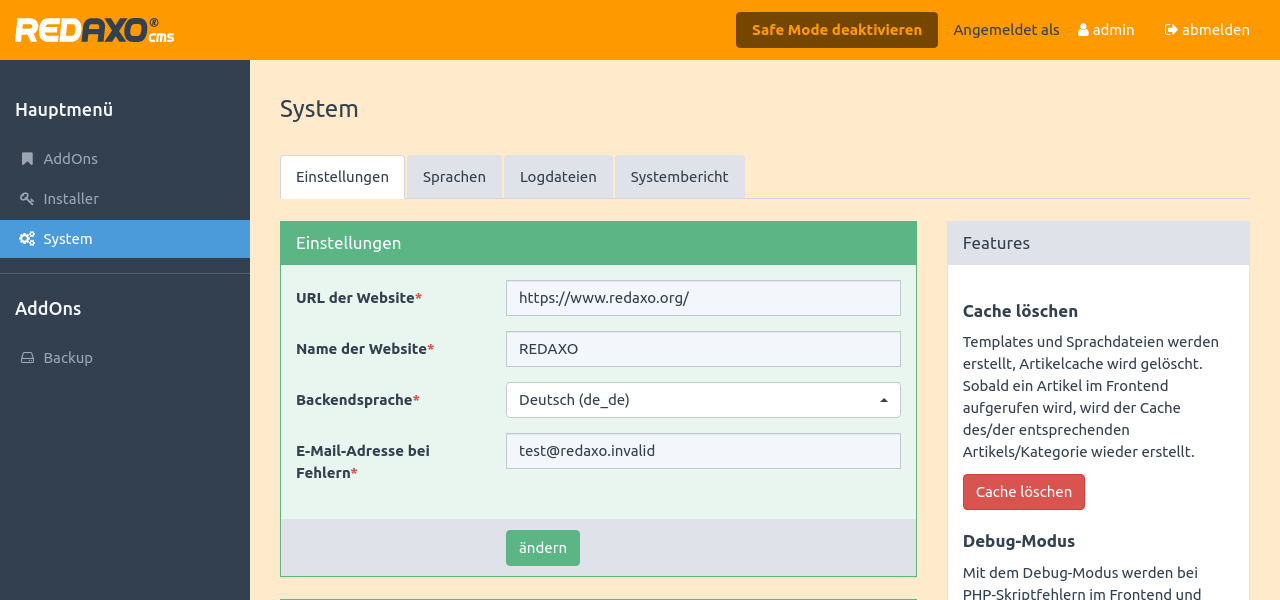 REDAXO® cms
Safe Mode deaktivieren
Angemeldet als
admin
abmelden
Hauptmenü
AddOns
Installer
System
AddOns
Backup
System
Einstellungen
Sprachen
Logdateien
Systembericht
Einstellungen
URL der Website*
https://www.redaxo.org/
Name der Website*
REDAXO
Backendsprache*
Deutsch (de_de)
E-Mail-Adresse bei
Fehlern*
test@redaxo.invalid
ändern
Features
Cache löschen
Templates und Sprachdateien werden
erstellt, Artikelcache wird gelöscht.
Sobald ein Artikel im Frontend
aufgerufen wird, wird der Cache
des/der entsprechenden
Artikels/Kategorie wieder erstellt.
Cache löschen
Debug-Modus
Mit dem Debug-Modus werden bei
PHP-Skriptfehlern im Frontend und